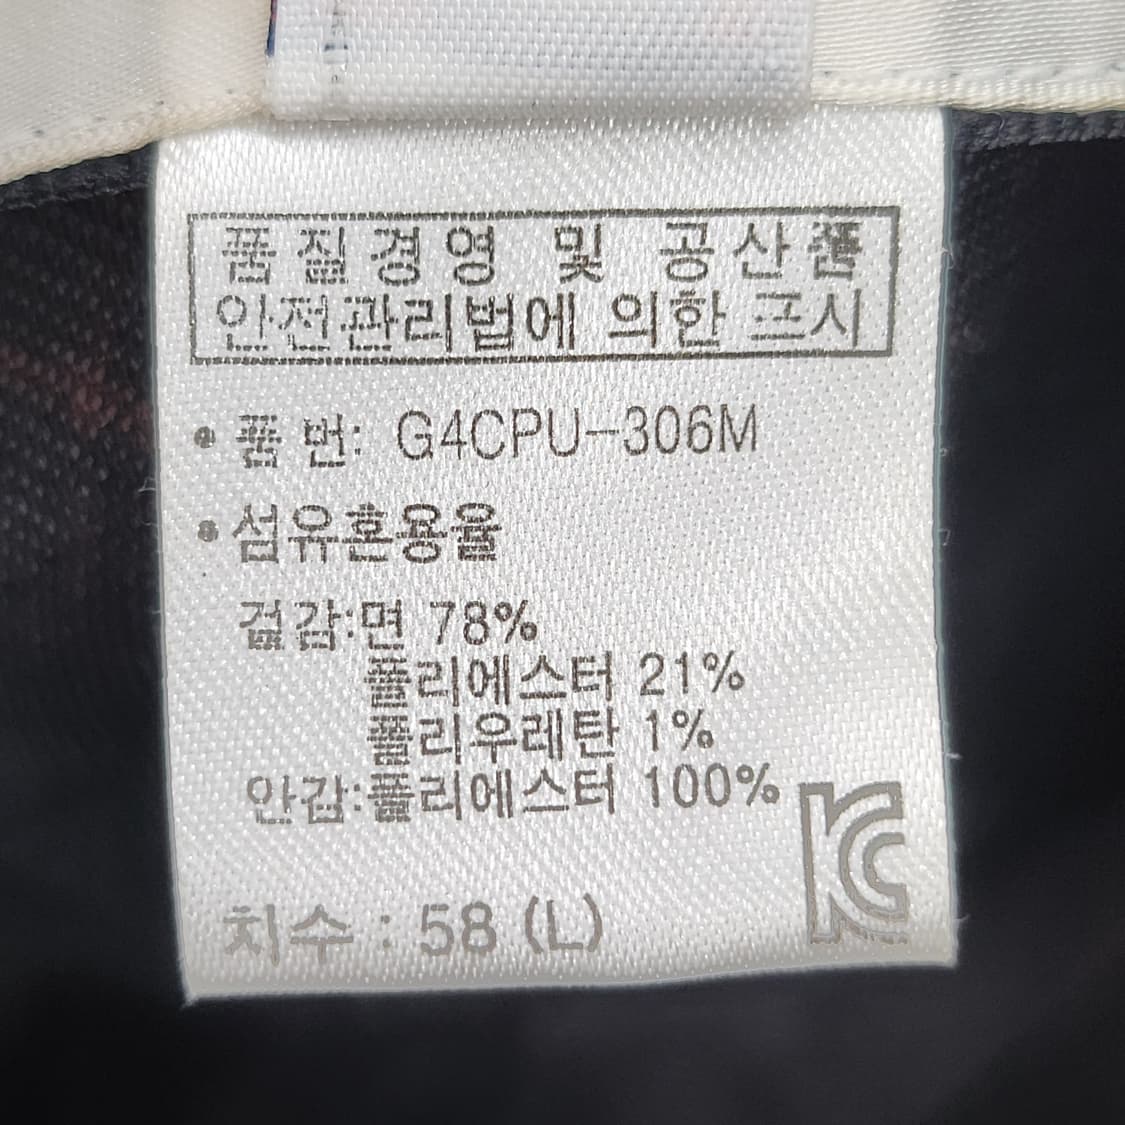 품질경영 및 공산품
안전관리법에 의한 표시
품 번: G4CPU-306M
섬유혼용율
겉감:면 78%
폴리에스터 21%
폴리우레탄 1%
안감:폴리에스터 100%
치수 : 58 (L)